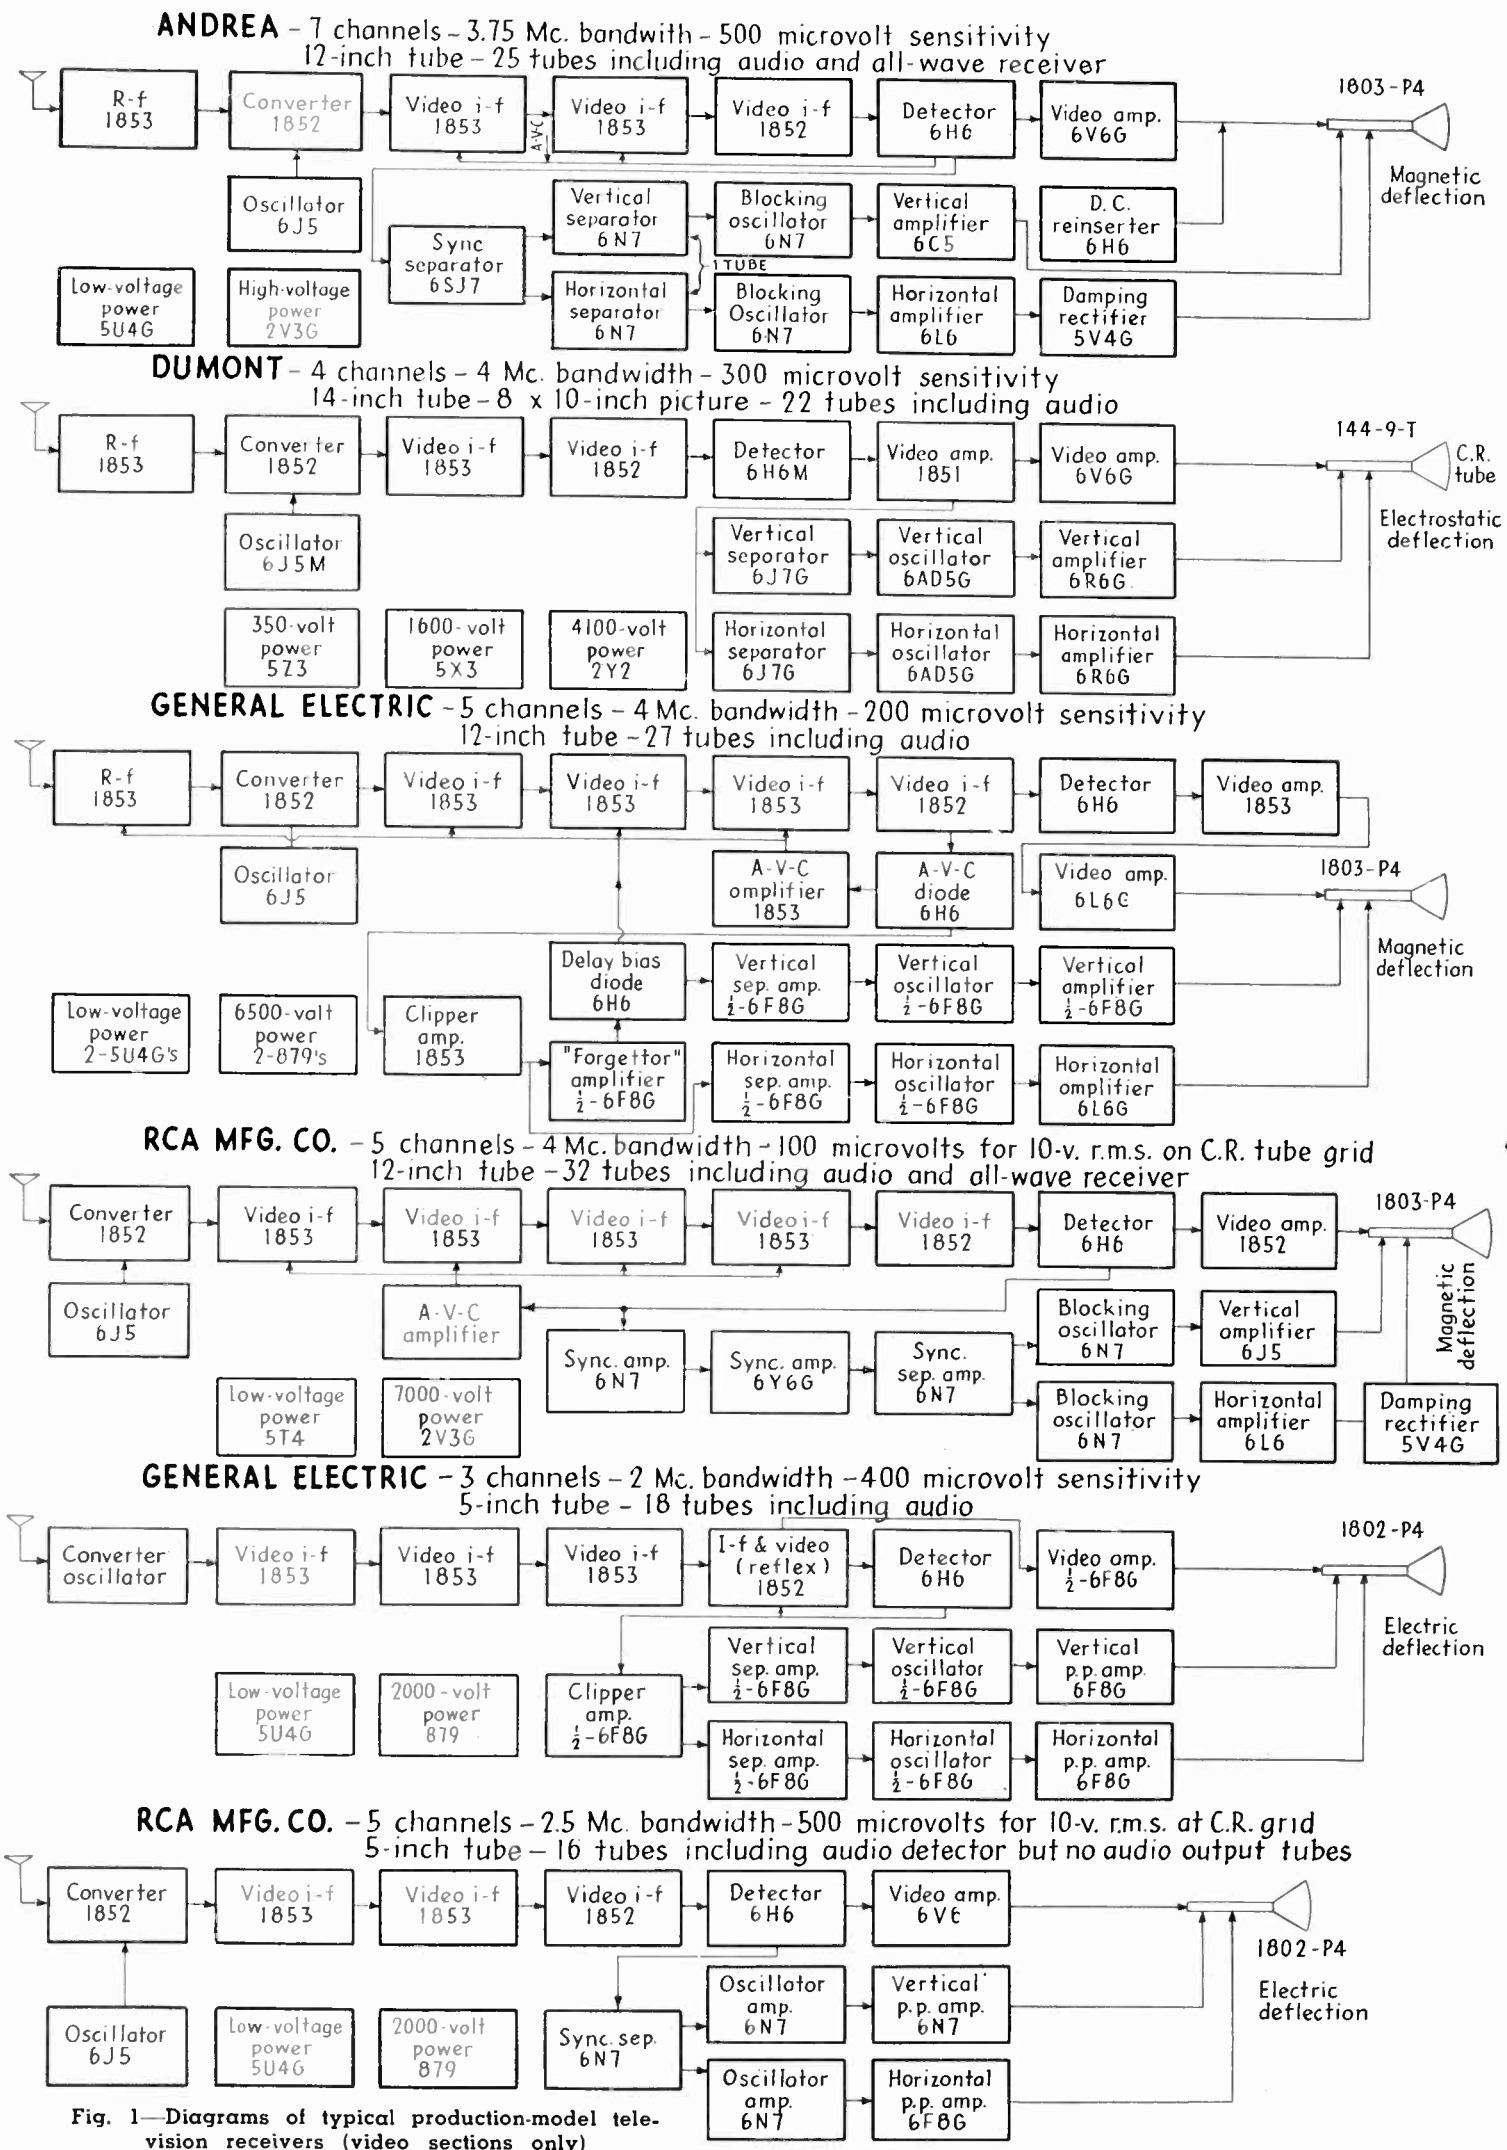 ANDREA - 7 channels - 3.75 Mc. bandwith - 500 microvolt sensitivity
12-inch tube - 25 tubes including audio and all-wave receiver
R-f
1853
Converter
1852
Video i-f
1853
A-V-C
Video i-f
1853
Video i-f
1852
Detector
6H6
Video amp.
6V6G
1803-P4
Magnetic
deflection
Oscillator
6J5
Sync
separator
6SJ7
Vertical
separator
6N7
Blocking
oscillator
6N7
Vertical
amplifier
6C5
D.C.
reinserter
6H6
1 TUBE
Low-voltage
power
5U4G
High-voltage
power
2V3G
Horizontal
separator
6N7
Blocking
Oscillator
6N7
Horizontal
amplifier
6L6
Damping
rectifier
5V4G
DUMONT - 4 channels - 4 Mc. bandwidth - 300 microvolt sensitivity
14-inch tube - 8 x 10-inch picture - 22 tubes including audio
R-f
1853
Converter
1852
Video i-f
1853
Video i-f
1852
Detector
6H6M
Video amp.
1851
Video amp.
6V6G
144-9-T
C.R.
tube
Electrostatic
deflection
Oscillator
6J5M
Vertical
separator
6J7G
Vertical
oscillator
6AD5G
Vertical
amplifier
6R6G
350-volt
power
5Z3
1600-volt
power
5X3
4100-volt
power
2Y2
Horizontal
separator
6J7G
Horizontal
oscillator
6AD5G
Horizontal
amplifier
6R6G
GENERAL ELECTRIC - 5 channels - 4 Mc. bandwidth - 200 microvolt sensitivity
12-inch tube - 27 tubes including audio
R-f
1853
Converter
1852
Video i-f
1853
Video i-f
1853
Video i-f
1853
Video i-f
1852
Detector
6H6
Video amp.
1853
Oscillator
6J5
A-V-C
amplifier
1853
A-V-C
diode
6H6
Video amp.
6L6G
1803-P4
Magnetic
deflection
Delay bias
diode
6H6
Vertical
sep. amp.
½-6F8G
Vertical
oscillator
½-6F8G
Vertical
amplifier
½-6F8G
Low-voltage
power
2-5U4G's
6500-volt
power
2-879's
Clipper
amp.
1853
"Forgettor"
amplifier
½-6F8G
Horizontal
sep. amp.
½-6F8G
Horizontal
oscillator
½-6F8G
Horizontal
amplifier
6L6G
RCA MFG. CO. - 5 channels - 4 Mc. bandwidth - 100 microvolts for 10-v. r.m.s. on C.R. tube grid
12-inch tube - 32 tubes including audio and all-wave receiver
Converter
1852
Video i-f
1853
Video i-f
1853
Video i-f
1853
Video i-f
1853
Video i-f
1852
Detector
6H6
Video amp.
1852
1803-P4
Magnetic
deflection
Oscillator
6J5
A-V-C
amplifier
Sync. amp.
6N7
Sync. amp.
6Y6G
Sync.
sep. amp.
6N7
Blocking
oscillator
6N7
Vertical
amplifier
6J5
Low-voltage
power
5T4
7000-volt
power
2V3G
Blocking
oscillator
6N7
Horizontal
amplifier
6L6
Damping
rectifier
5V4G
GENERAL ELECTRIC - 3 channels - 2 Mc. bandwidth - 400 microvolt sensitivity
5-inch tube - 18 tubes including audio
Converter
oscillator
Video i-f
1853
Video i-f
1853
Video i-f
1853
I-f & video
(reflex)
1852
Detector
6H6
Video amp.
½-6F8G
1802-P4
Electric
deflection
Low-voltage
power
5U4G
2000-volt
power
879
Clipper
amp.
½-6F8G
Vertical
sep. amp.
½-6F8G
Vertical
oscillator
½-6F8G
Vertical
p.p. amp.
6F8G
Horizontal
sep. amp.
½-6F8G
Horizontal
oscillator
½-6F8G
Horizontal
p.p. amp.
6F8G
RCA MFG. CO. - 5 channels - 2.5 Mc. bandwidth - 500 microvolts for 10-v. r.m.s. at C.R. grid
5-inch tube - 16 tubes including audio detector but no audio output tubes
Converter
1852
Video i-f
1853
Video i-f
1853
Video i-f
1852
Detector
6H6
Video amp.
6V6
1802-P4
Electric
deflection
Oscillator
6J5
Low-voltage
power
5U4G
2000-volt
power
879
Sync. sep.
6N7
Oscillator
amp.
6N7
Vertical
p.p. amp.
6N7
Oscillator
amp.
6N7
Horizontal
p.p. amp.
6F8G
Fig. 1—Diagrams of typical production-model tele-
vision receivers (video sections only)